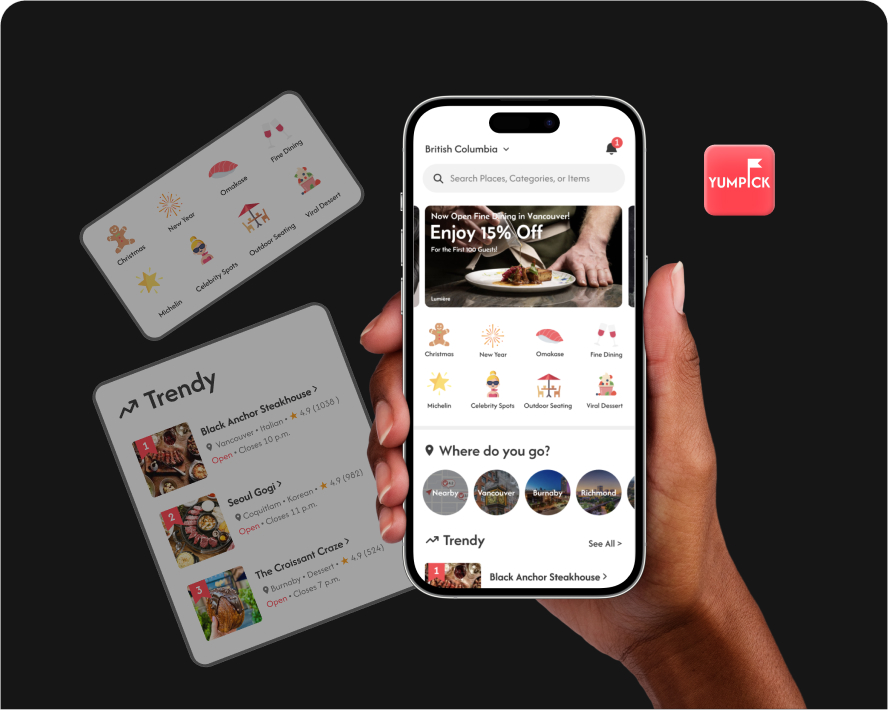 Christmas
New Year
Omakase
Fine Dining
Michelin
Celebrity Spots
Outdoor Seating
Viral Dessert
Trendy
1
Black Anchor Steakhouse >
Vancouver • Italian • ★ 4.9 (1038 )
Open • Closes 10 p.m.
2
Seoul Gogi >
Coquitlam • Korean • ★ 4.9 (982)
Open • Closes 11 p.m.
3
The Croissant Craze >
Burnaby • Dessert • ★ 4.9 (524)
Open • Closes 7 p.m.
British Columbia
1
Search Places, Categories, or Items
Now Open Fine Dining in Vancouver!
Enjoy 15% Off
For the First 100 Guests!
Lumière
Christmas
New Year
Omakase
Fine Dining
Michelin
Celebrity Spots
Outdoor Seating
Viral Dessert
Where do you go?
Nearby
Vancouver
Burnaby
Richmond
Trendy
See All >
1
Black Anchor Steakhouse >
YUMPICK